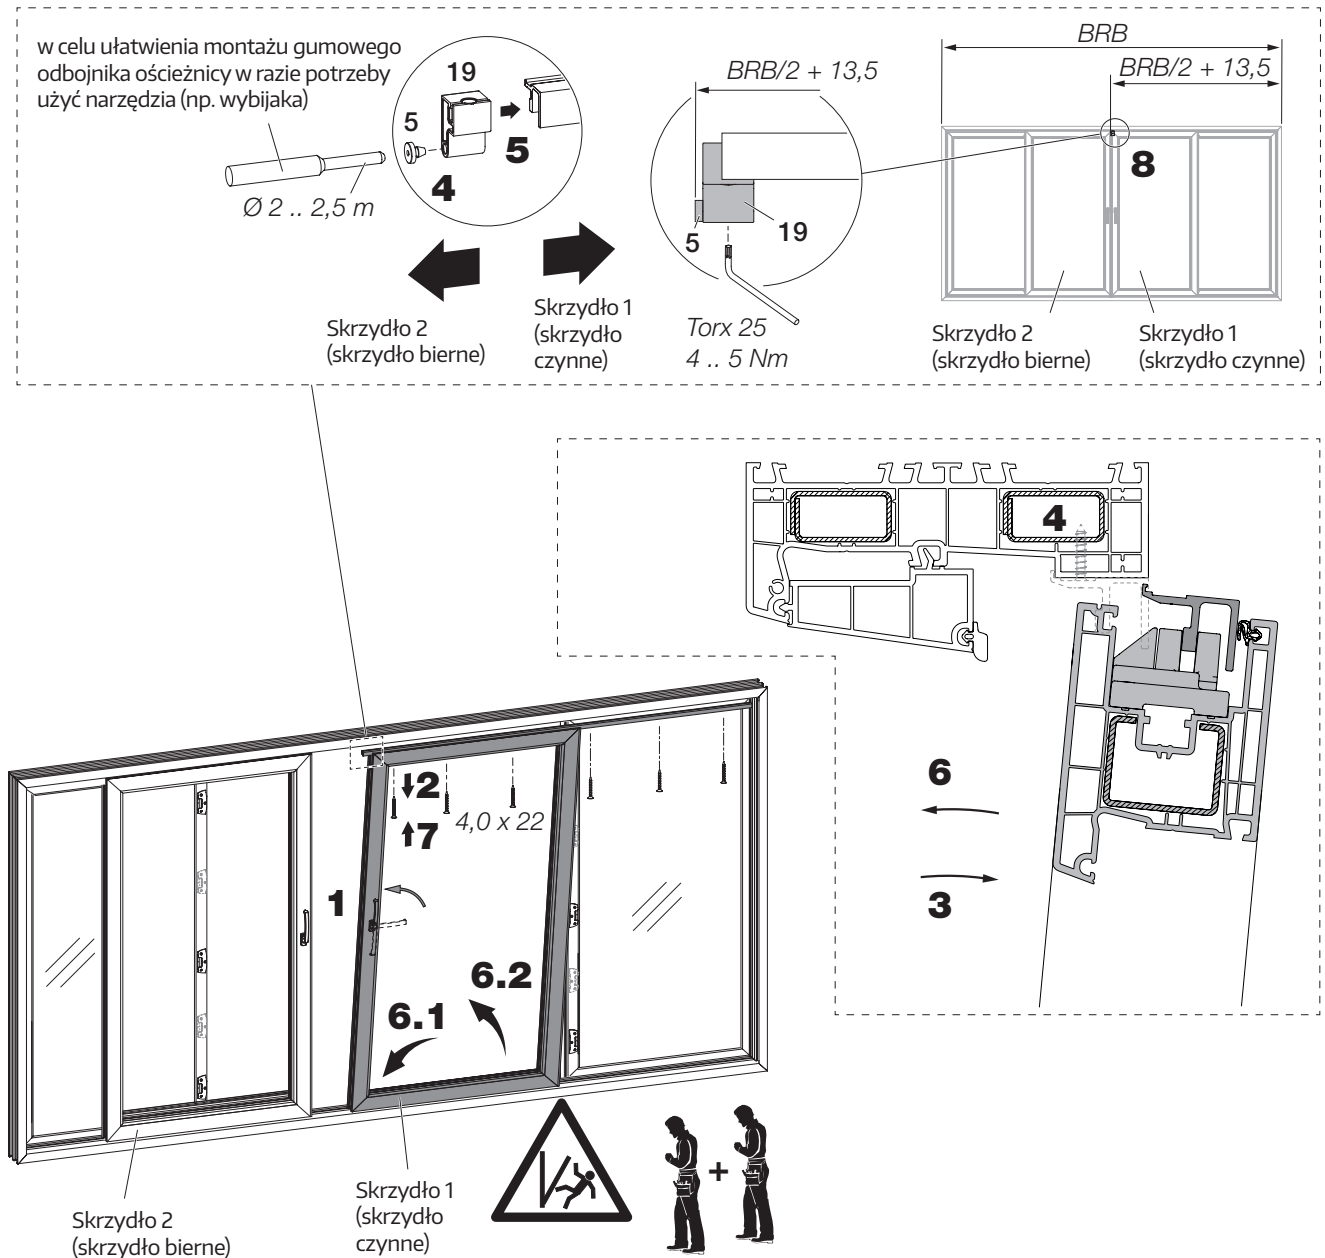 w celu ułatwienia montażu gumowego
odbojnika ościeżnicy w razie potrzeby
użyć narzędzia (np. wybijaka)
19
5
5
4
Ø 2 .. 2,5 m
Skrzydło 2
(skrzydło bierne)
Skrzydło 1
(skrzydło
czynne)
BRB/2 + 13,5
5
19
Torx 25
4 .. 5 Nm
BRB
BRB/2 + 13,5
8
Skrzydło 2
(skrzydło bierne)
Skrzydło 1
(skrzydło czynne)
4
6
3
2
7
4,0 x 22
1
6.2
6.1
Skrzydło 2
(skrzydło bierne)
Skrzydło 1
(skrzydło
czynne)
+